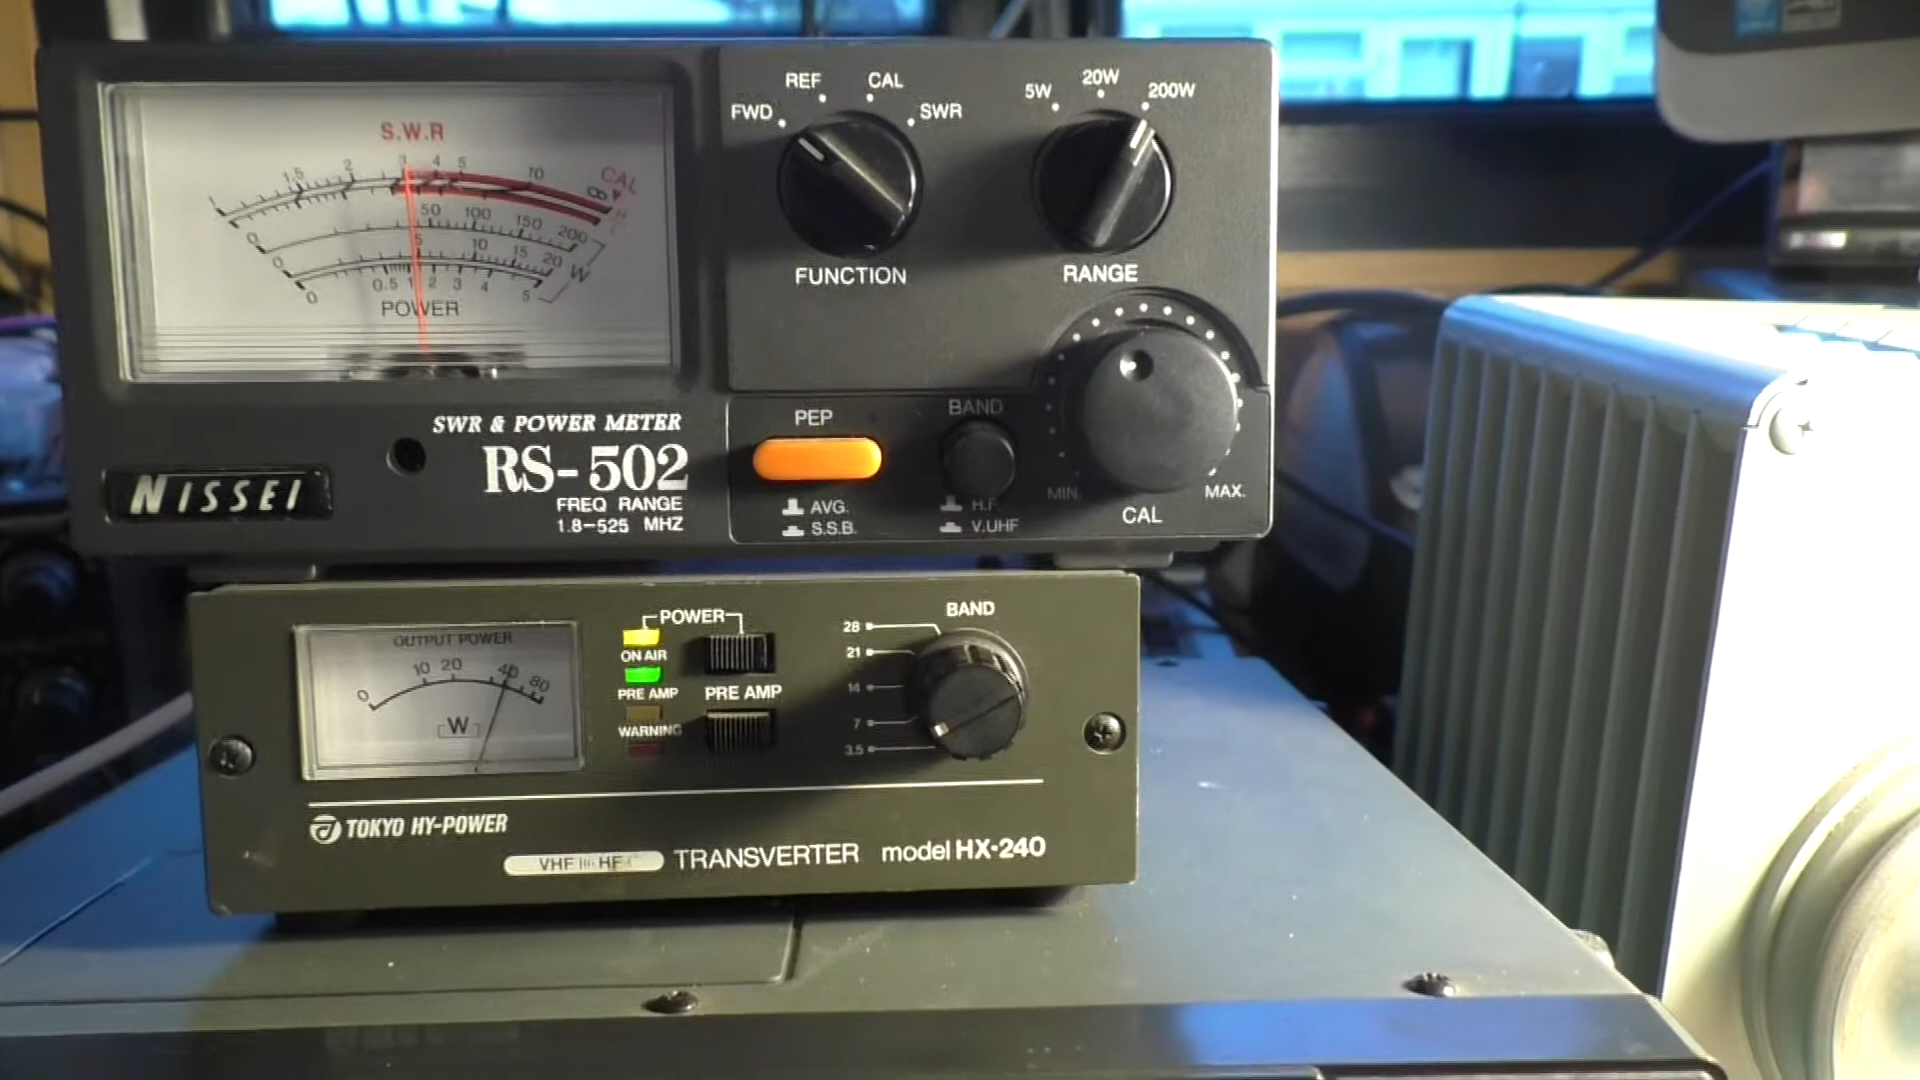 S.W.R
1.5 2 3 4 5 10 ∞ CAL
0 50 100 150 200
0 5 10 15 20 W
0 0.5 1 2 3 4 5
POWER
FWD REF CAL SWR
FUNCTION
5W 20W 200W
RANGE
SWR & POWER METER
RS-502
FREQ RANGE
1.8-525 MHZ
NISSEI
PEP
AVG.
S.S.B.
BAND
H.F.
V.UHF
MIN. MAX.
CAL
OUTPUT POWER
0 10 20 40 80
W
POWER
ON AIR
PRE AMP PRE AMP
WARNING
BAND
28
21
14
7
3.5
TOKYO HY-POWER
VHF HF TRANSVERTER model HX-240